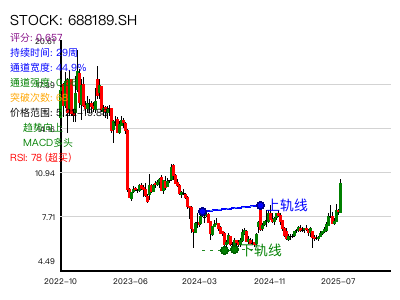 STOCK: 688189.SH
评分: 0.657
持续时间: 29周
通道宽度: 44.9%
通道强度:
突破次数:
价格范围:
趋势向上
MACD多头
RSI: 78 (超买)
10.94
7.71
4.49
上轨线
下轨线
2022-10
2023-06
2024-03
2024-11
2025-07